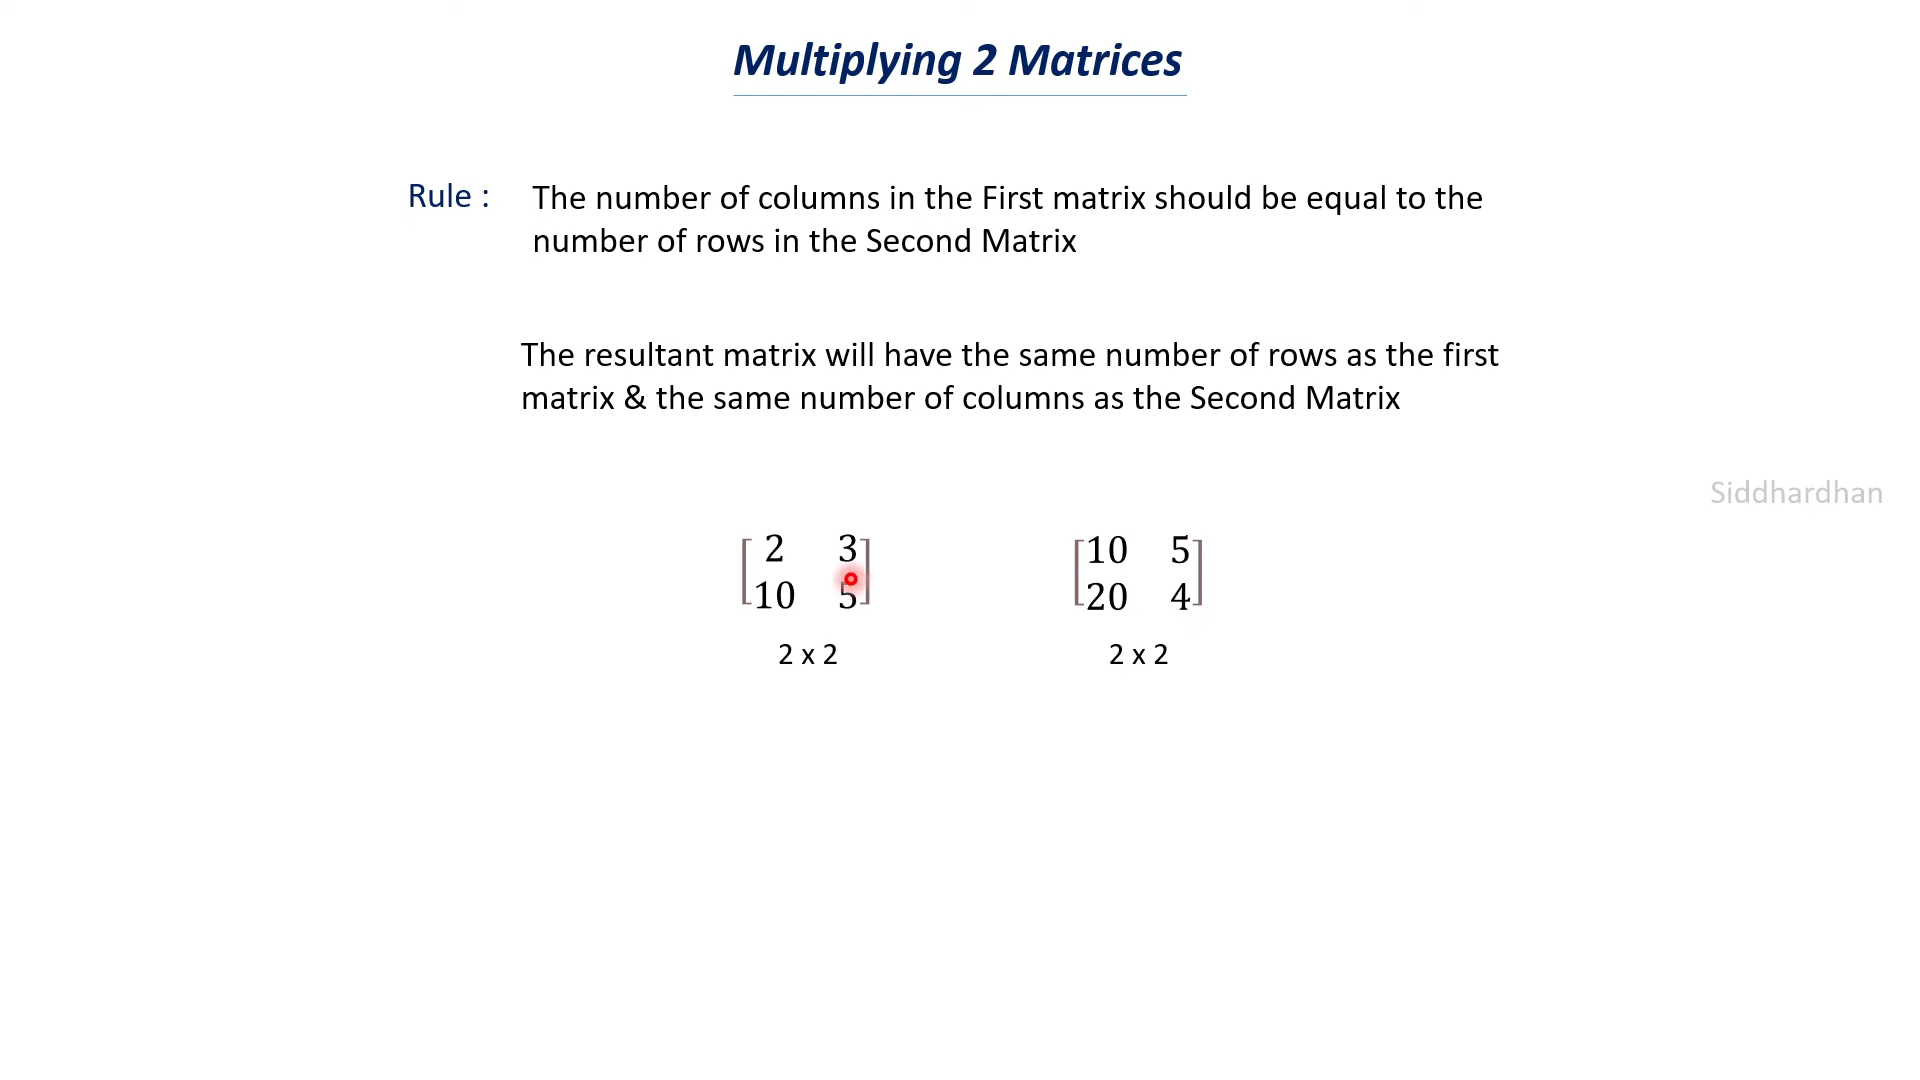 Multiplying 2 Matrices
Rule : The number of columns in the First matrix should be equal to the
number of rows in the Second Matrix
The resultant matrix will have the same number of rows as the first
matrix & the same number of columns as the Second Matrix
Siddhardhan
2 3 10 5
10 5 20 4
2 x 2 2 x 2